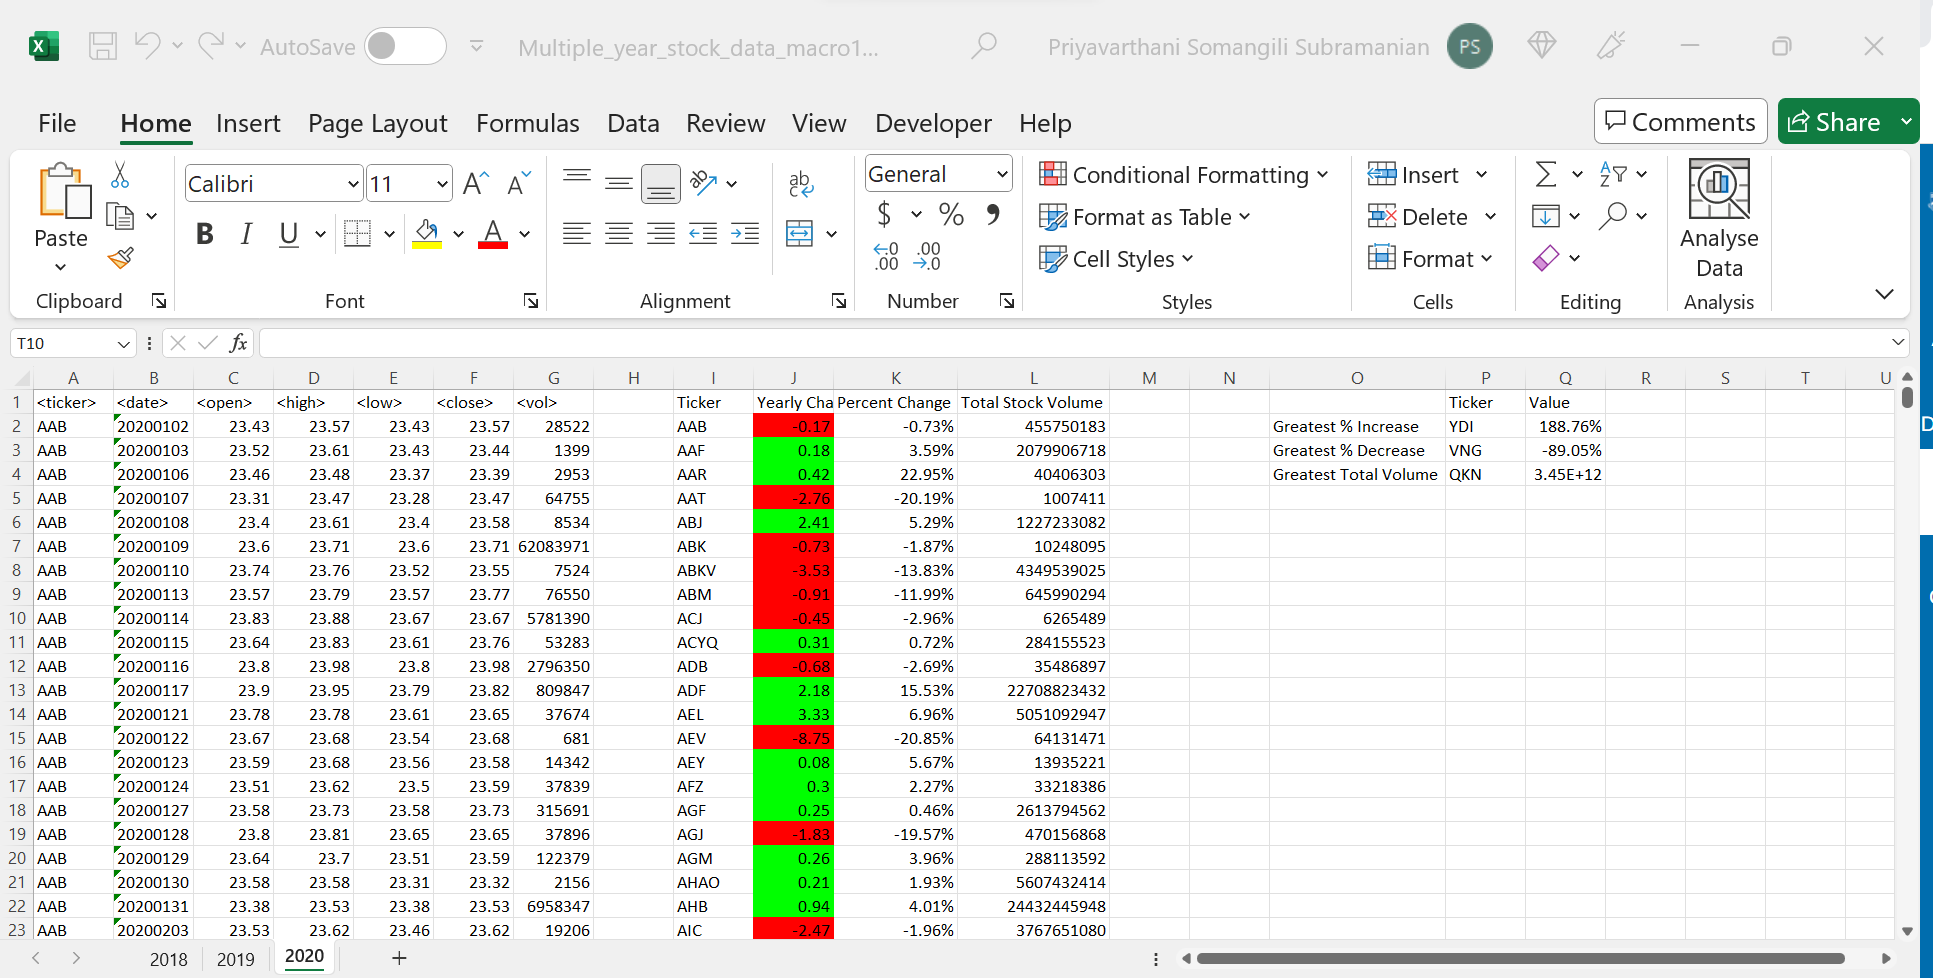 X AutoSave Multiple_year_stock_data_macro1... Priyavarthani Somangili Subramanian PS
File Home Insert Page Layout Formulas Data Review View Developer Help Comments Share
Paste
Clipboard
Calibri 11 A A
B I U A
Font
ab
ab
c
Alignment
General
$ % ,
.0 .00 .00 .0
Number
Conditional Formatting
Format as Table
Cell Styles
Styles
Insert
Delete
Format
Cells
Σ A Z
Editing
Analyse
Data
Analysis
T10 fx
A B C D E F G H I J K L M N O P Q R S T U
1 <ticker> <date> <open> <high> <low> <close> <vol> Ticker Yearly Cha Percent Change Total Stock Volume Ticker Value
2 AAB 20200102 23.43 23.57 23.43 23.57 28522 AAB -0.17 -0.73% 455750183 Greatest % Increase YDI 188.76%
3 AAB 20200103 23.52 23.61 23.43 23.44 1399 AAF 0.18 3.59% 2079906718 Greatest % Decrease VNG -89.05%
4 AAB 20200106 23.46 23.48 23.37 23.39 2953 AAR 0.42 22.95% 40406303 Greatest Total Volume QKN 3.45E+12
5 AAB 20200107 23.31 23.47 23.28 23.47 64755 AAT -2.76 -20.19% 1007411
6 AAB 20200108 23.4 23.61 23.4 23.58 8534 ABJ 2.41 5.29% 1227233082
7 AAB 20200109 23.6 23.71 23.6 23.71 62083971 ABK -0.73 -1.87% 10248095
8 AAB 20200110 23.74 23.76 23.52 23.55 7524 ABKV -3.53 -13.83% 4349539025
9 AAB 20200113 23.57 23.79 23.57 23.77 76550 ABM -0.91 -11.99% 645990294
10 AAB 20200114 23.83 23.88 23.67 23.67 5781390 ACJ -0.45 -2.96% 6265489
11 AAB 20200115 23.64 23.83 23.61 23.76 53283 ACYQ 0.31 0.72% 284155523
12 AAB 20200116 23.8 23.98 23.8 23.98 2796350 ADB -0.68 -2.69% 35486897
13 AAB 20200117 23.9 23.95 23.79 23.82 809847 ADF 2.18 15.53% 22708823432
14 AAB 20200121 23.78 23.78 23.61 23.65 37674 AEL 3.33 6.96% 5051092947
15 AAB 20200122 23.67 23.68 23.54 23.68 681 AEV -8.75 -20.85% 64131471
16 AAB 20200123 23.59 23.68 23.56 23.58 14342 AEY 0.08 5.67% 13935221
17 AAB 20200124 23.51 23.62 23.5 23.59 37839 AFZ 0.3 2.27% 33218386
18 AAB 20200127 23.58 23.73 23.58 23.73 315691 AGF 0.25 0.46% 2613794562
19 AAB 20200128 23.8 23.81 23.65 23.65 37896 AGJ -1.83 -19.57% 470156868
20 AAB 20200129 23.64 23.7 23.51 23.59 122379 AGM 0.26 3.96% 288113592
21 AAB 20200130 23.58 23.58 23.31 23.32 2156 AHAO 0.21 1.93% 5607432414
22 AAB 20200131 23.38 23.53 23.38 23.53 6958347 AHB 0.94 4.01% 24432445948
23 AAB 20200203 23.53 23.62 23.46 23.62 19206 AIC -2.47 -1.96% 3767651080
2018 2019 2020 +